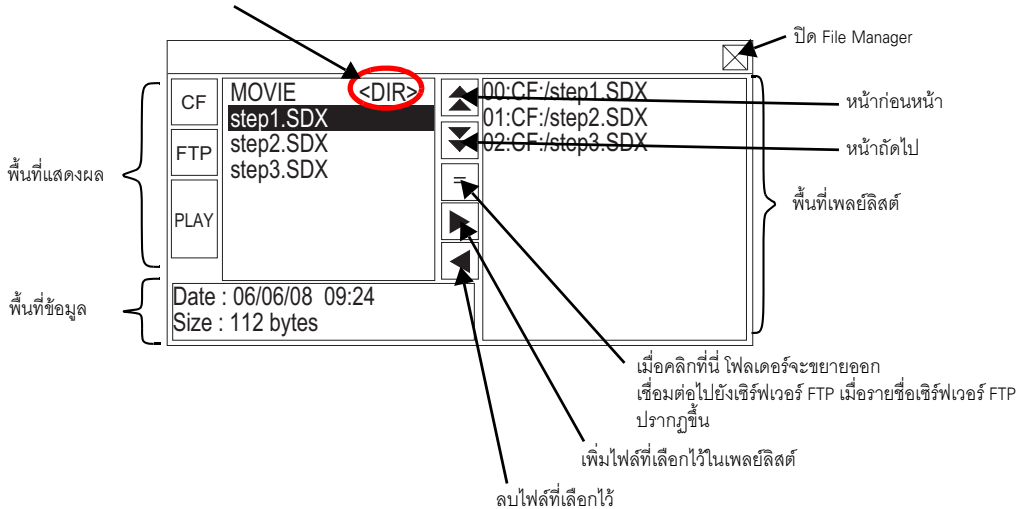 ปิด File Manager
CF
FTP
PLAY
MOVIE <DIR>
step1.SDX
step2.SDX
step3.SDX
=
00:CF:/step1.SDX
01:CF:/step2.SDX
02:CF:/step3.SDX
หน้าก่อนหน้า
หน้าถัดไป
พื้นที่แสดงผล
พื้นที่เพลย์ลิสต์
พื้นที่ข้อมูล
Date : 06/06/08 09:24
Size : 112 bytes
เมื่อคลิกที่นี่ โฟลเดอร์จะขยายออก
เชื่อมต่อไปยังเซิร์ฟเวอร์ FTP เมื่อรายชื่อเซิร์ฟเวอร์ FTP
ปรากฏขึ้น
เพิ่มไฟล์ที่เลือกไว้ในเพลย์ลิสต์
ลบไฟล์ที่เลือกไว้